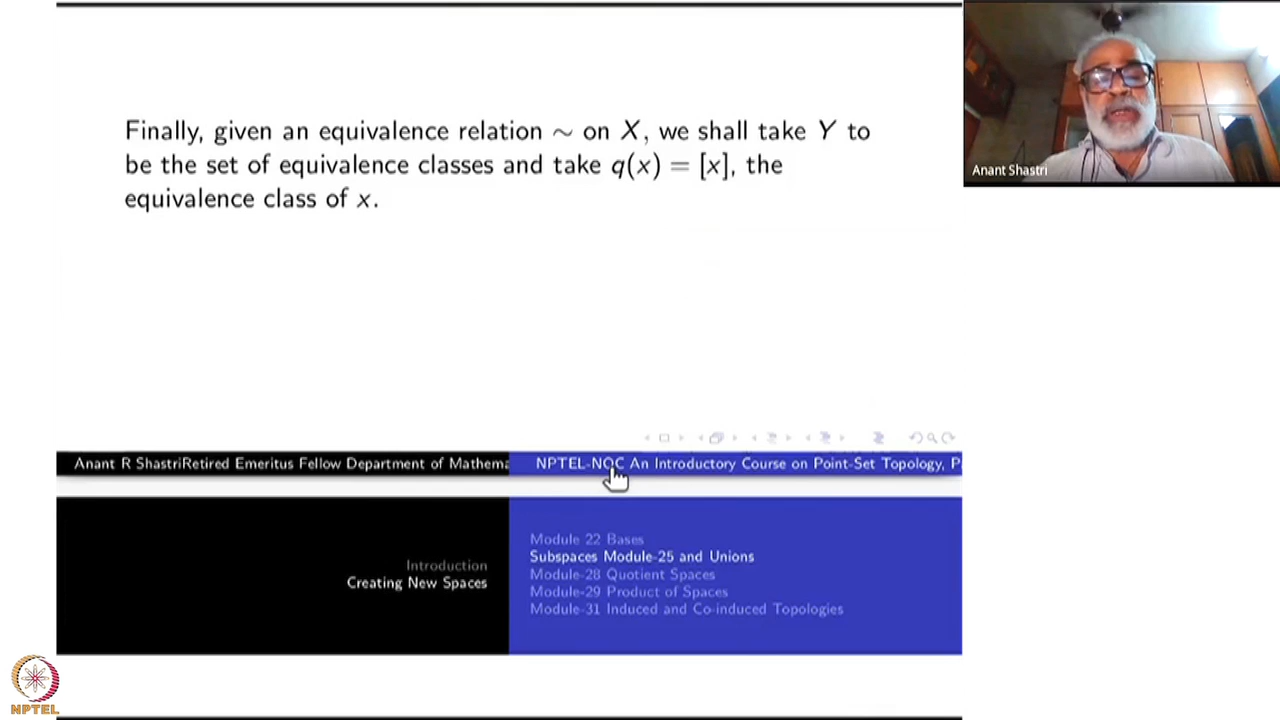 Finally, given an equivalence relation ∼ on X, we shall take Y to
be the set of equivalence classes and take q(x) = [x], the
equivalence class of x.
Anant Shastri
Anant R ShastriRetired Emeritus Fellow Department of Mathema
NPTEL-NOC An Introductory Course on Point-Set Topology, P
Introduction
Creating New Spaces
Module 22 Bases
Subspaces Module-25 and Unions
Module-28 Quotient Spaces
Module-29 Product of Spaces
Module-31 Induced and Co-induced Topologies
NPTEL